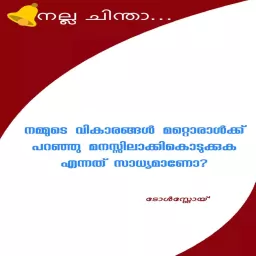 നല്ല ചിന്താ...
നമ്മുടെ വികാരങ്ങൾ മറ്റൊരാൾക്ക്
പറഞ്ഞു മനസ്സിലാക്കികൊടുക്കുക
എന്നത് സാധ്യമാണോ?
ടോൾസ്റ്റോയ്